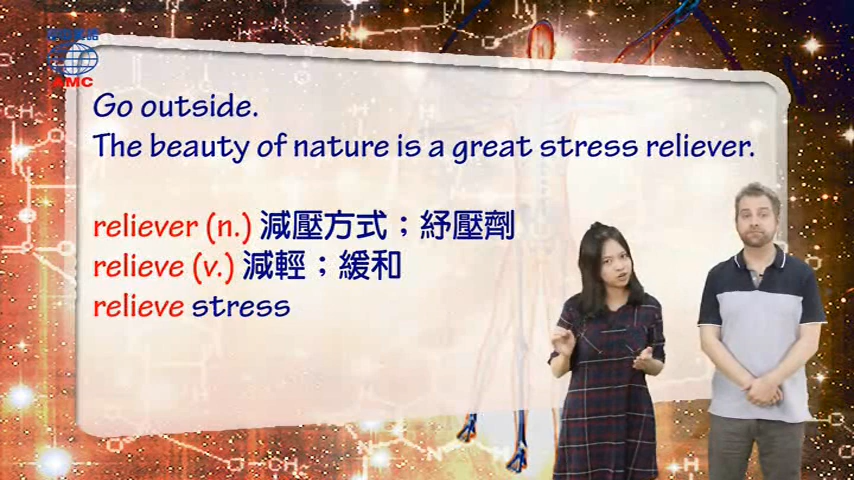 AMC
Go outside.
The beauty of nature is a great stress reliever.
reliever (n.) 減壓方式；紓壓劑
relieve (v.) 減輕；緩和
relieve stress